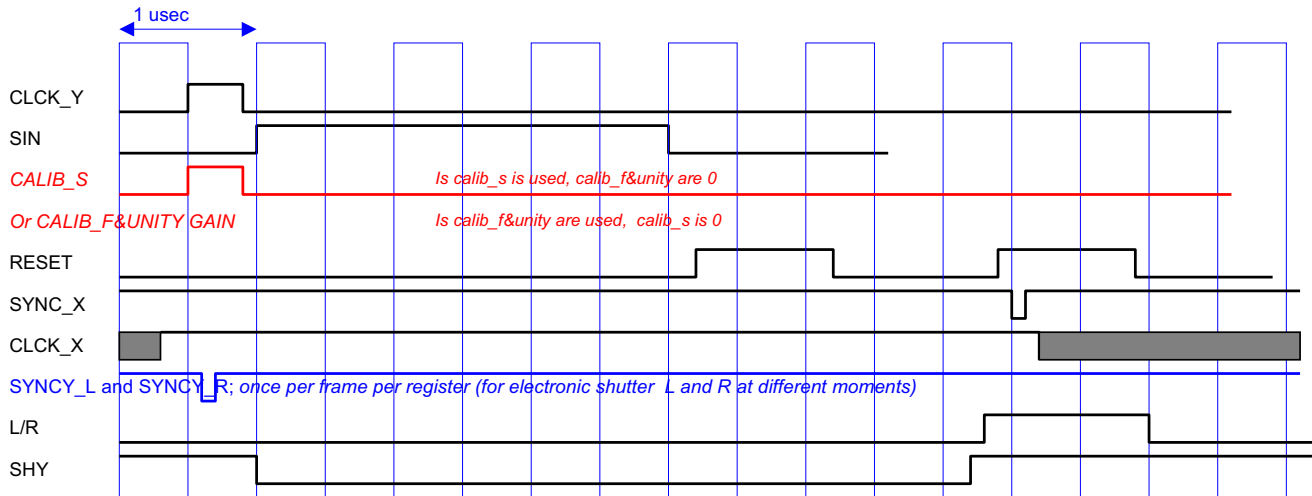 1 usec
CLCK_Y
SIN
CALIB_S Is calib_s is used, calib_f&unity are 0
Or CALIB_F&UNITY GAIN Is calib_f&unity are used, calib_s is 0
RESET
SYNC_X
CLCK_X
SYNCY_L and SYNCY_R; once per frame per register (for electronic shutter L and R at different moments)
L/R
SHY